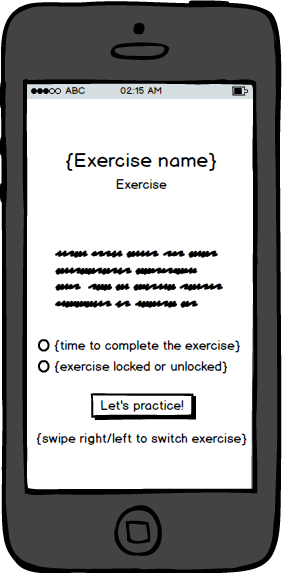 ABC 02:15 AM
{Exercise name}
Exercise
{time to complete the exercise}
{exercise locked or unlocked}
Let's practice!
{swipe right/left to switch exercise}